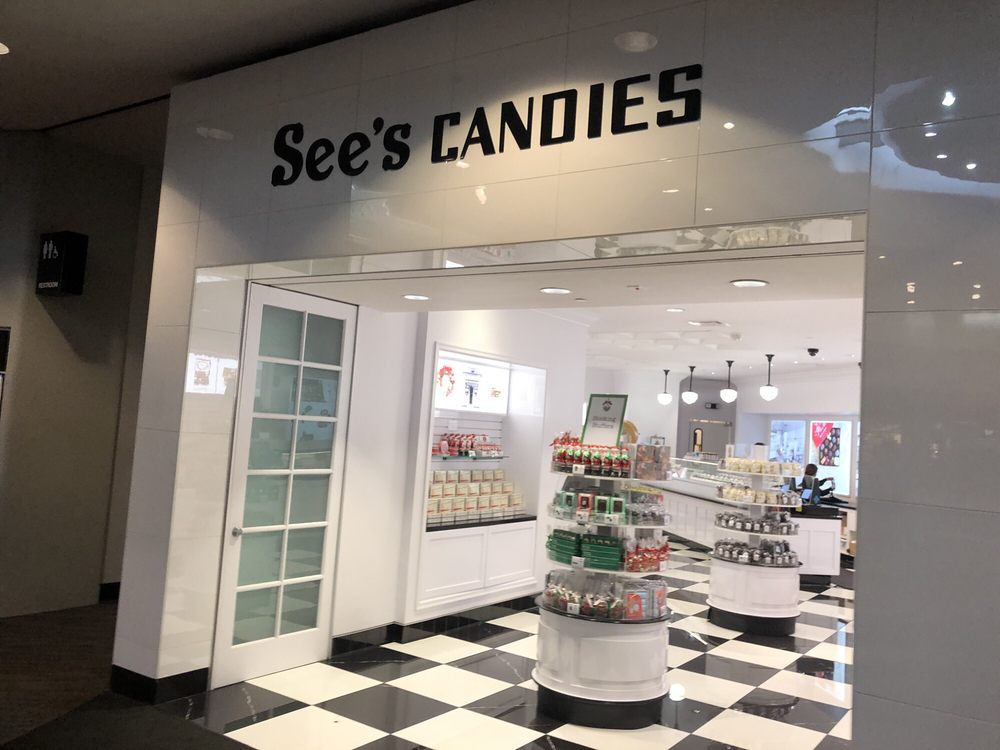 See's CANDIES
RESTROOM
Stocking
Stuffers